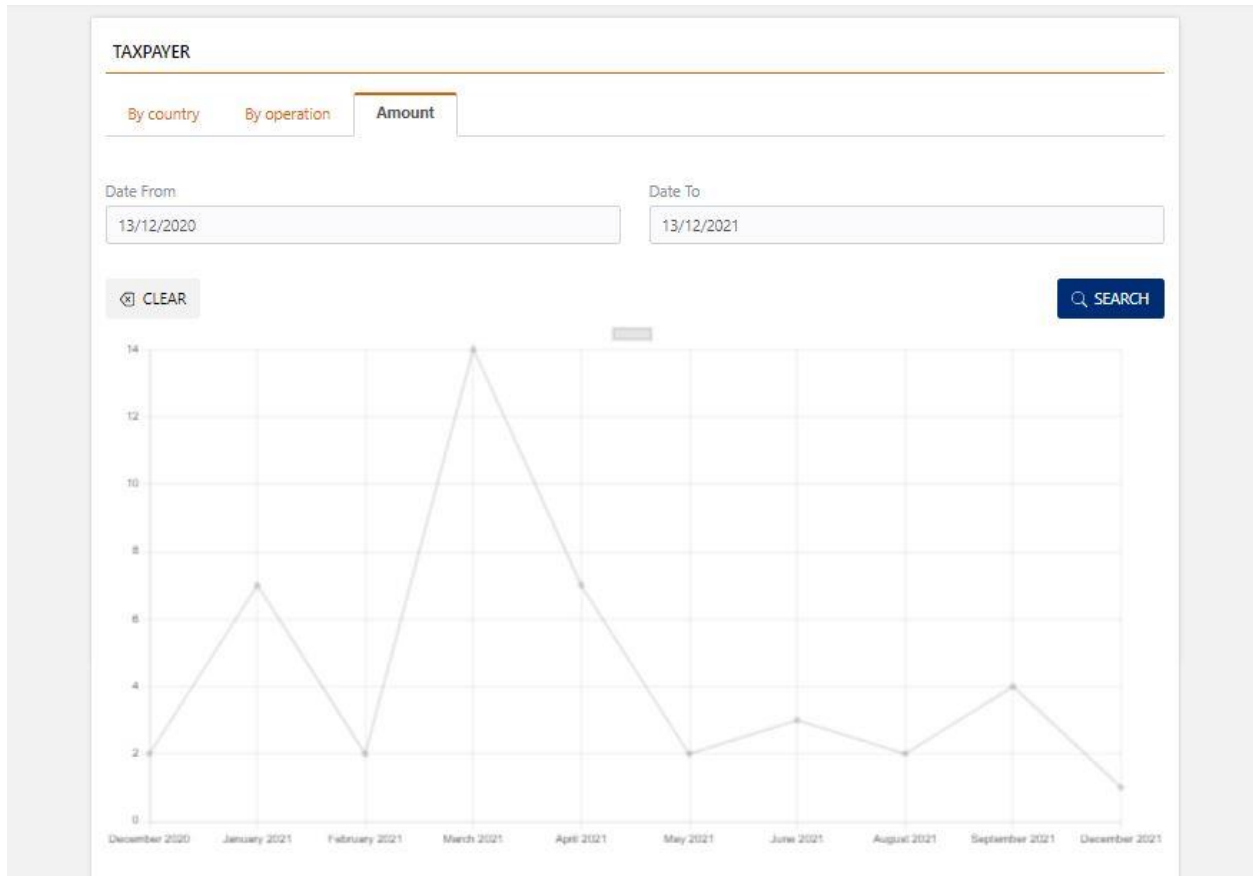 TAXPAYER
By country By operation Amount
Date From Date To
13/12/2020 13/12/2021
CLEAR SEARCH
14
12
10
8
6
4
2
0
December 2020 January 2021 February 2021 March 2021 April 2021 May 2021 June 2021 August 2021 September 2021 December 2021